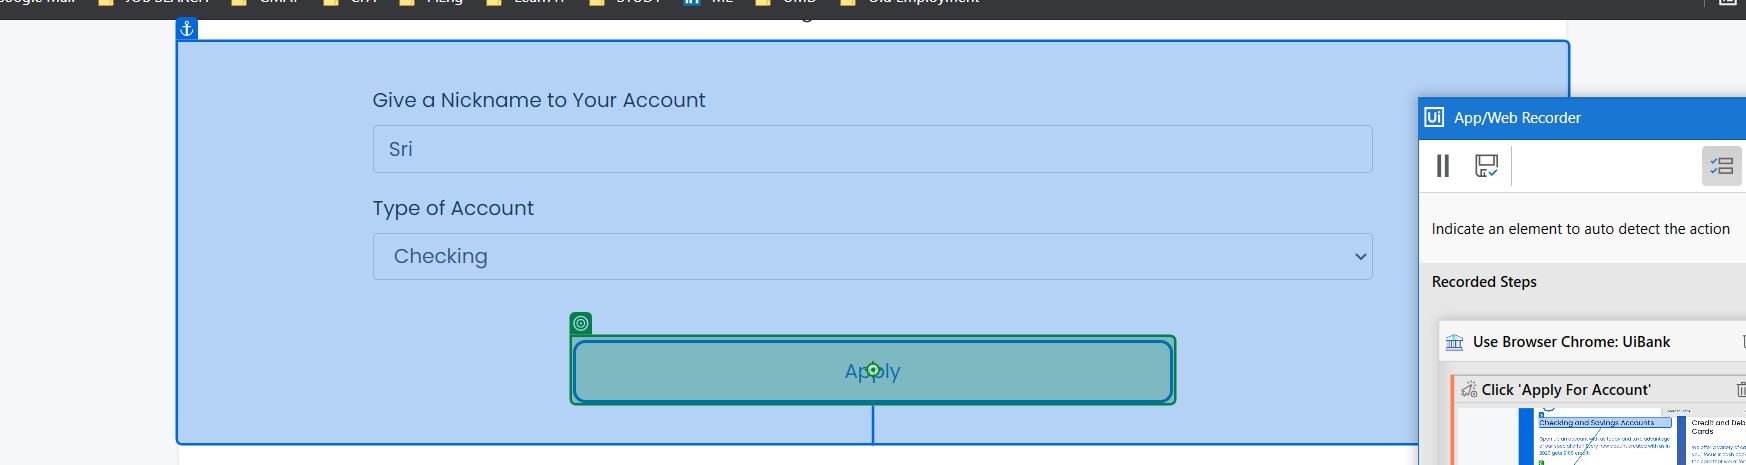 Give a Nickname to Your Account
Sri
Type of Account
Checking
Apply
Ui App/Web Recorder
Indicate an element to auto detect the action
Recorded Steps
Use Browser Chrome: UiBank
Click 'Apply For Account'
Checking and Savings Accounts
Credit and Deb
Cards